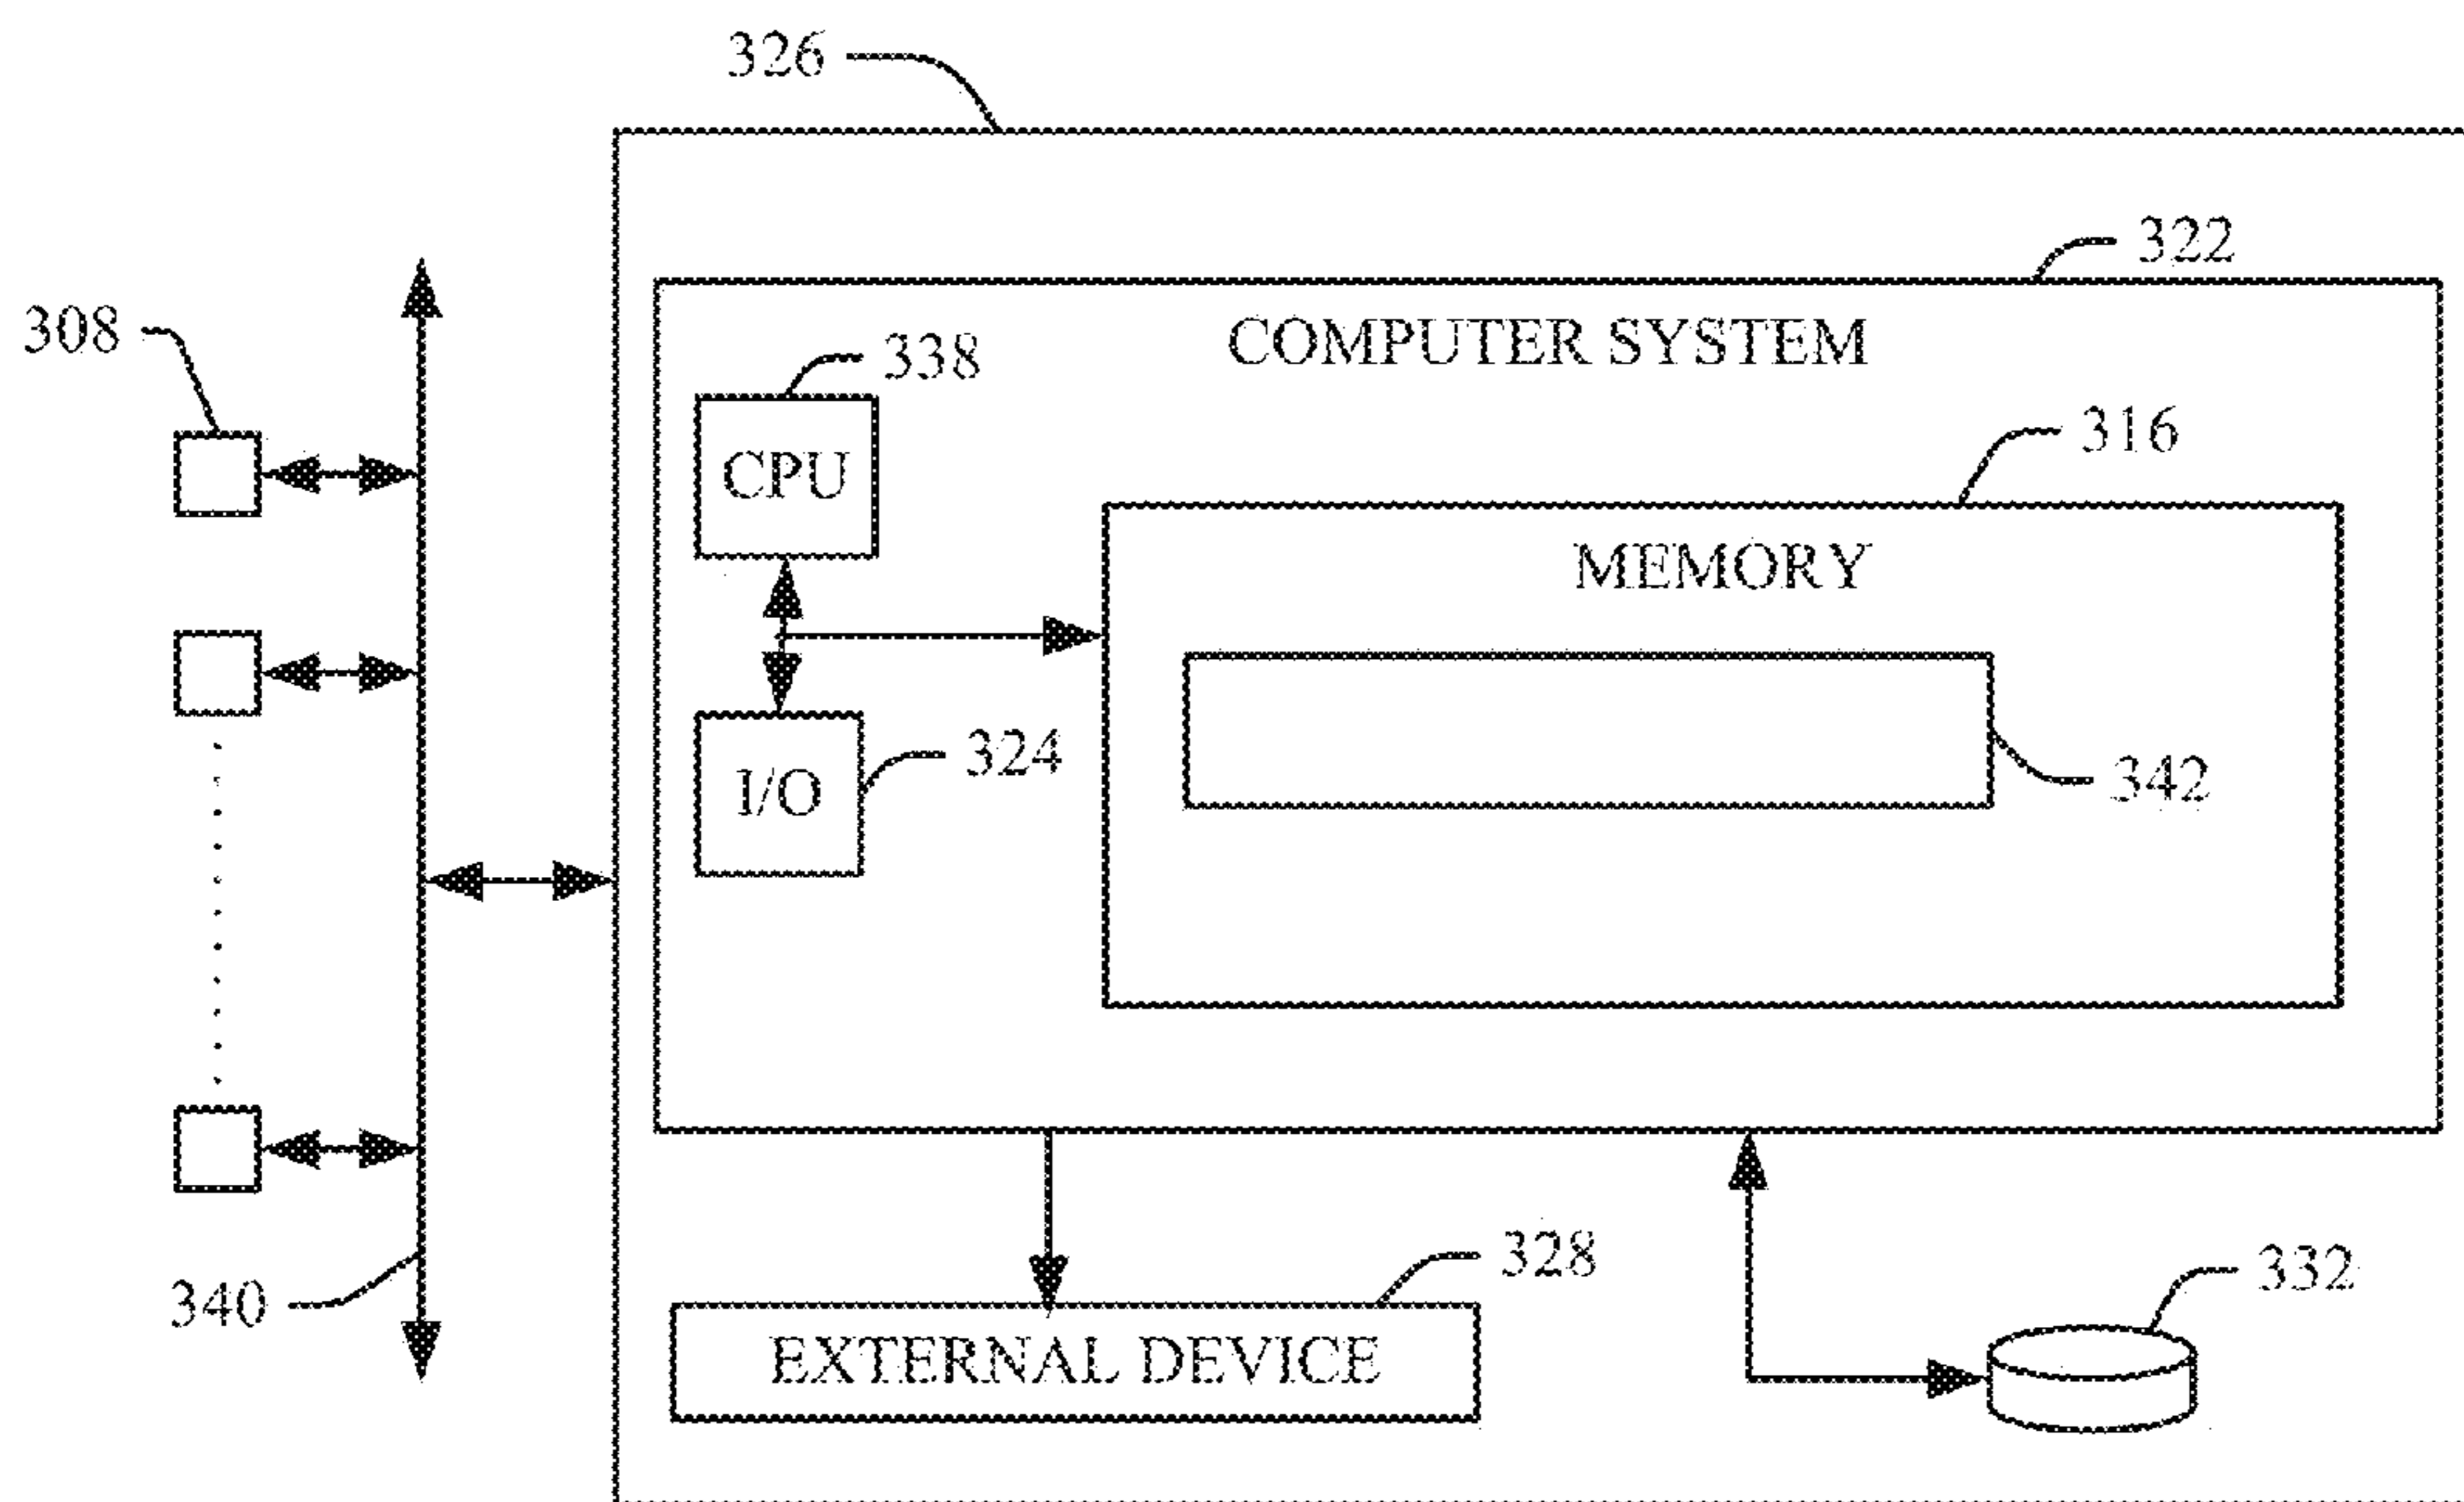 326
322
COMPUTER SYSTEM
308
338
316
CPU
MEMORY
324
I/O
342
328
332
340
EXTERNAL DEVICE